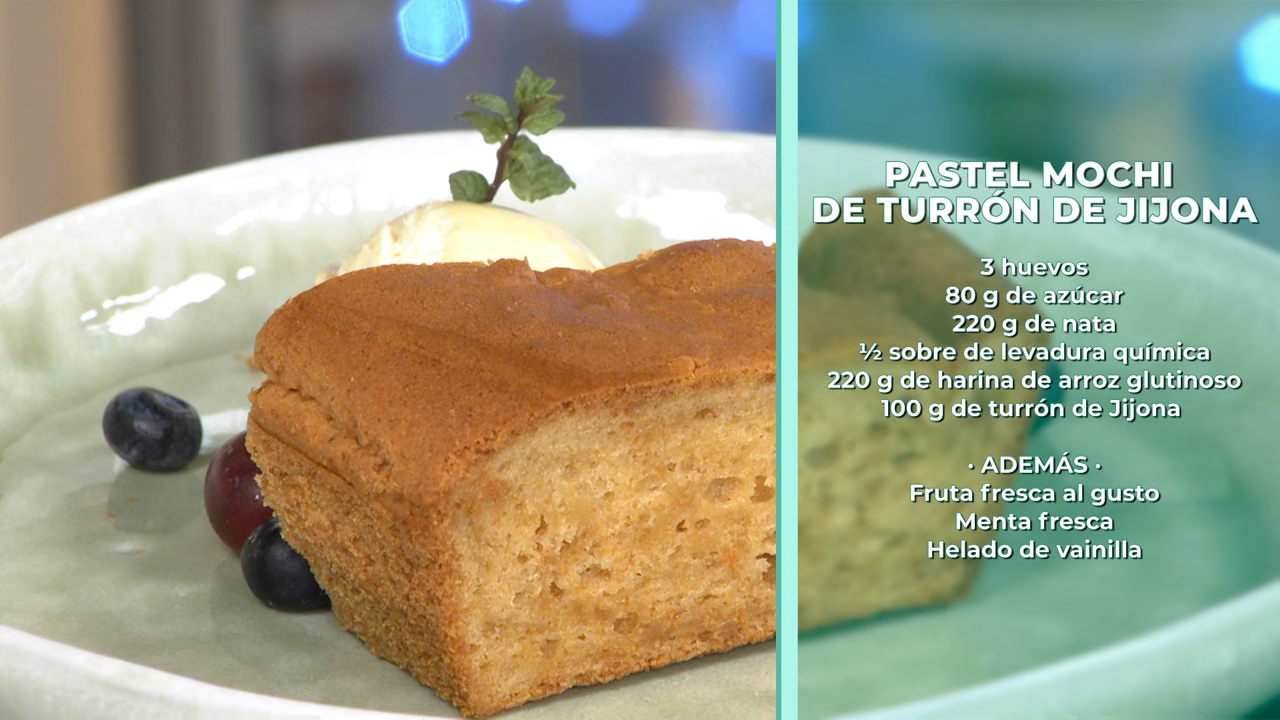 PASTEL MOCHI
DE TURRÓN DE JIJONA
3 huevos
80 g de azúcar
220 g de nata
½ sobre de levadura química
220 g de harina de arroz glutinoso
100 g de turrón de Jijona
· ADEMÁS ·
Fruta fresca al gusto
Menta fresca
Helado de vainilla